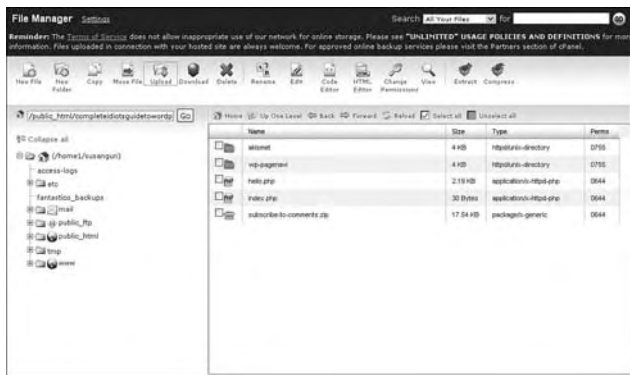 File Manager Settings Search All Your Files for Go
Reminder: The Terms of Service does not allow inappropriate use of our network for online storage. Please see "UNLIMITED" USAGE POLICIES AND DEFINITIONS for mor
information. Files uploaded in connection with your hosted site are always welcome. For approved online backup services please visit the Partners section of cPanel.
New File New Folder Copy Move File Upload Download Delete Rename Edit Code Editor HTML Editor Change Permissions View Extract Compress
/public_html/completeidiotsguidetowordp Go Home Up One Level Back Forward Reload Select all Unselect all
Name Size Type Perms
Collapse all
(/home1/susangun)
access-logs
etc
fantastico_backups
mail
public_ftp
public_html
tmp
www
akismet 4 KB httpd/unix-directory 0755
wp-pagenavi 4 KB httpd/unix-directory 0755
hello.php 2.19 KB application/x-httpd-php 0644
index.php 30 Bytes application/x-httpd-php 0644
subscribe-to-comments.zip 17.54 KB package/x-generic 0644